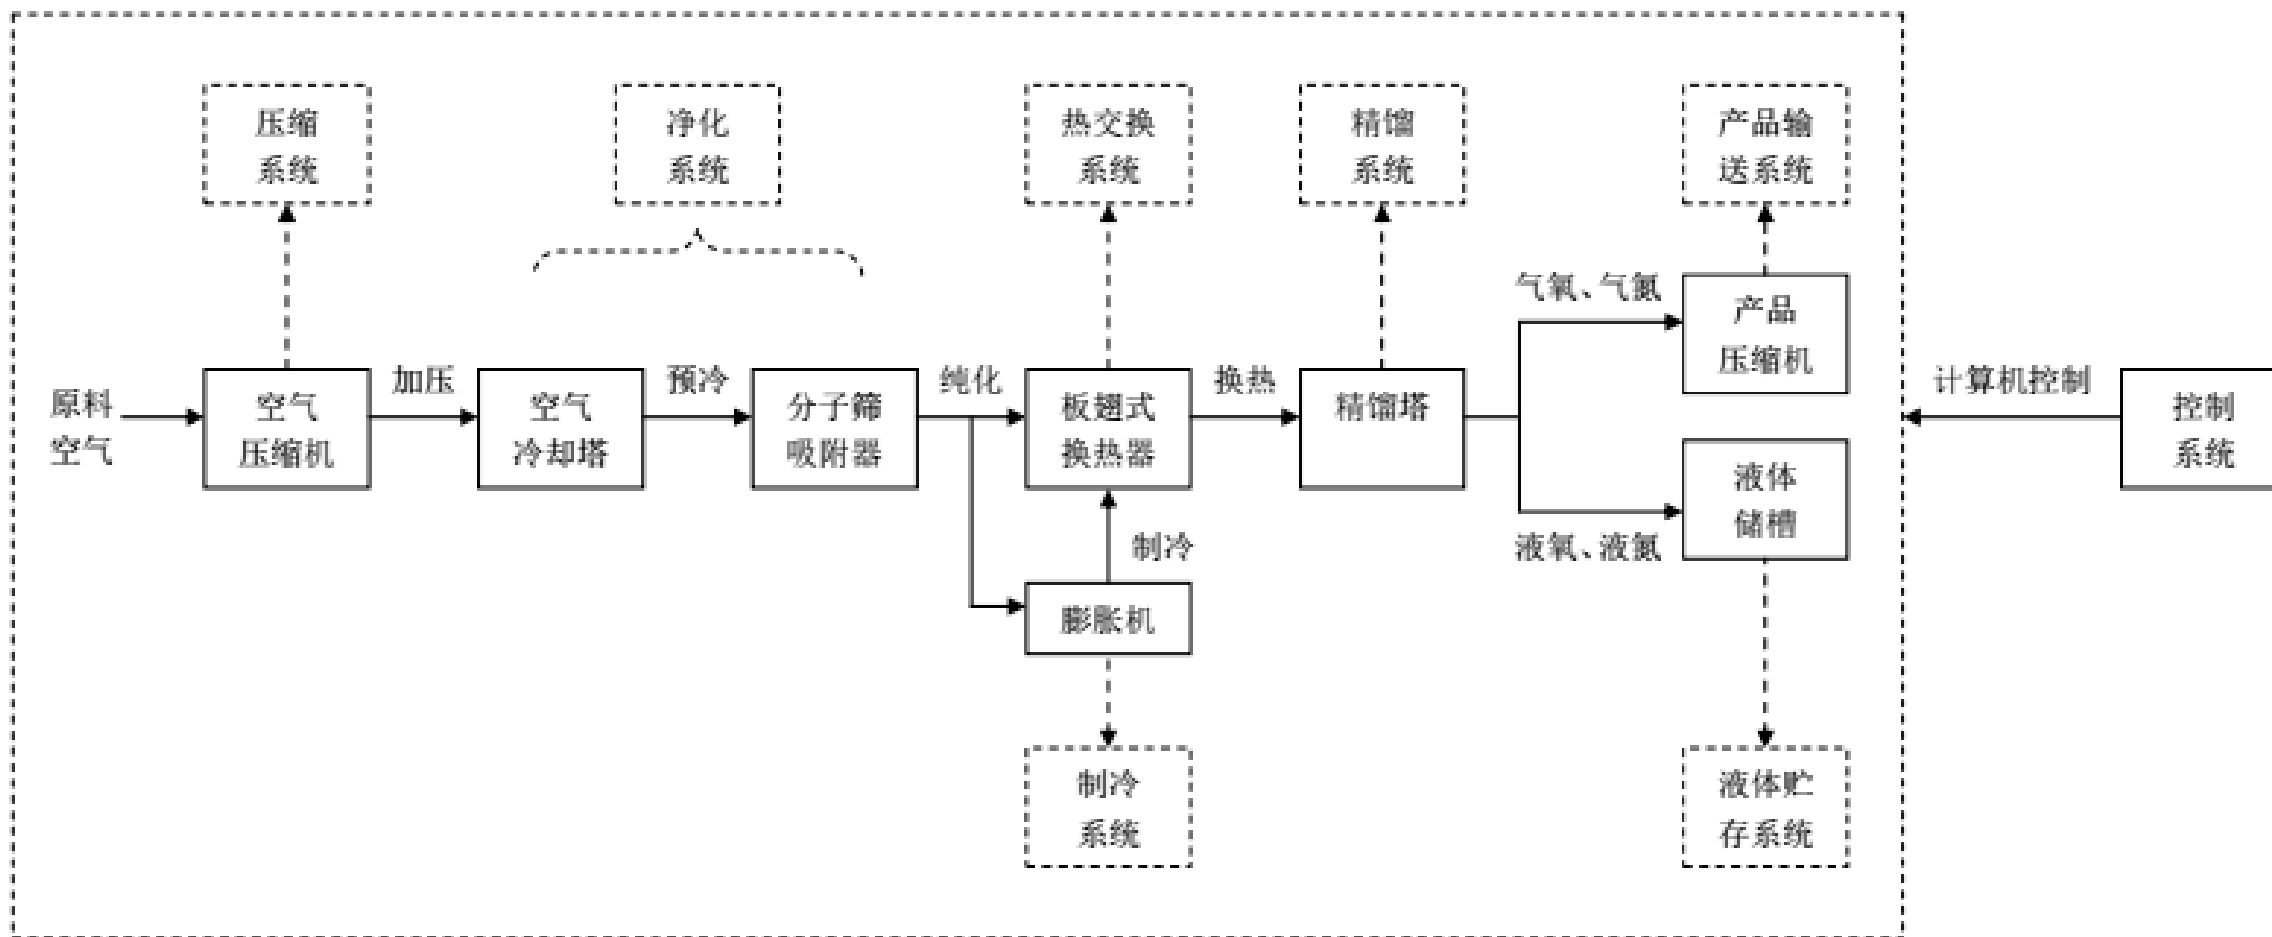 压缩
系统
净化
系统
热交换
系统
精馏
系统
产品输
送系统
原料
空气
空气
压缩机
加压
空气
冷却塔
预冷
分子筛
吸附器
纯化
板翅式
换热器
换热
精馏塔
气氧、气氮
产品
压缩机
液氧、液氮
液体
储槽
计算机控制
控制
系统
制冷
膨胀机
制冷
系统
液体贮
存系统